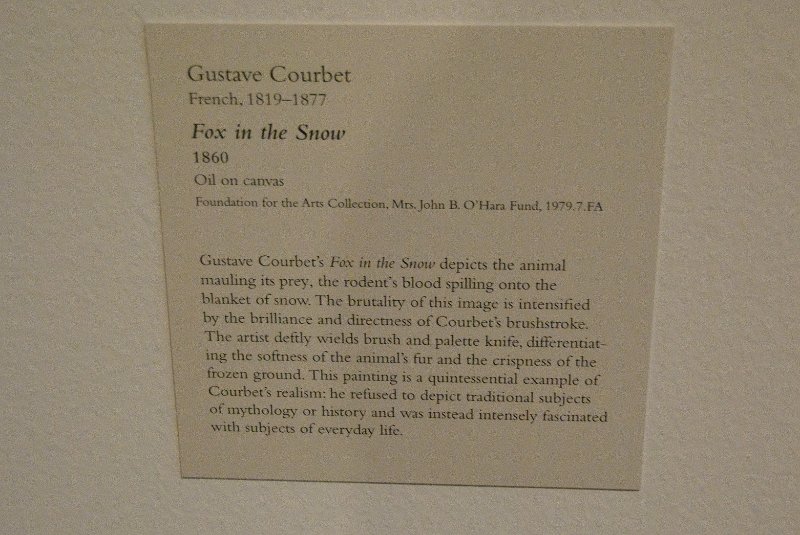 Gustave Courbet
French, 1819–1877
Fox in the Snow
1860
Oil on canvas
Foundation for the Arts Collection, Mrs. John B. O'Hara Fund, 1979.7.FA
Gustave Courbet's Fox in the Snow depicts the animal
mauling its prey, the rodent's blood spilling onto the
blanket of snow. The brutality of this image is intensified
by the brilliance and directness of Courbet's brushstroke.
The artist deftly wields brush and palette knife, differentiat-
ing the softness of the animal's fur and the crispness of the
frozen ground. This painting is a quintessential example of
Courbet's realism: he refused to depict traditional subjects
of mythology or history and was instead intensely fascinated
with subjects of everyday life.